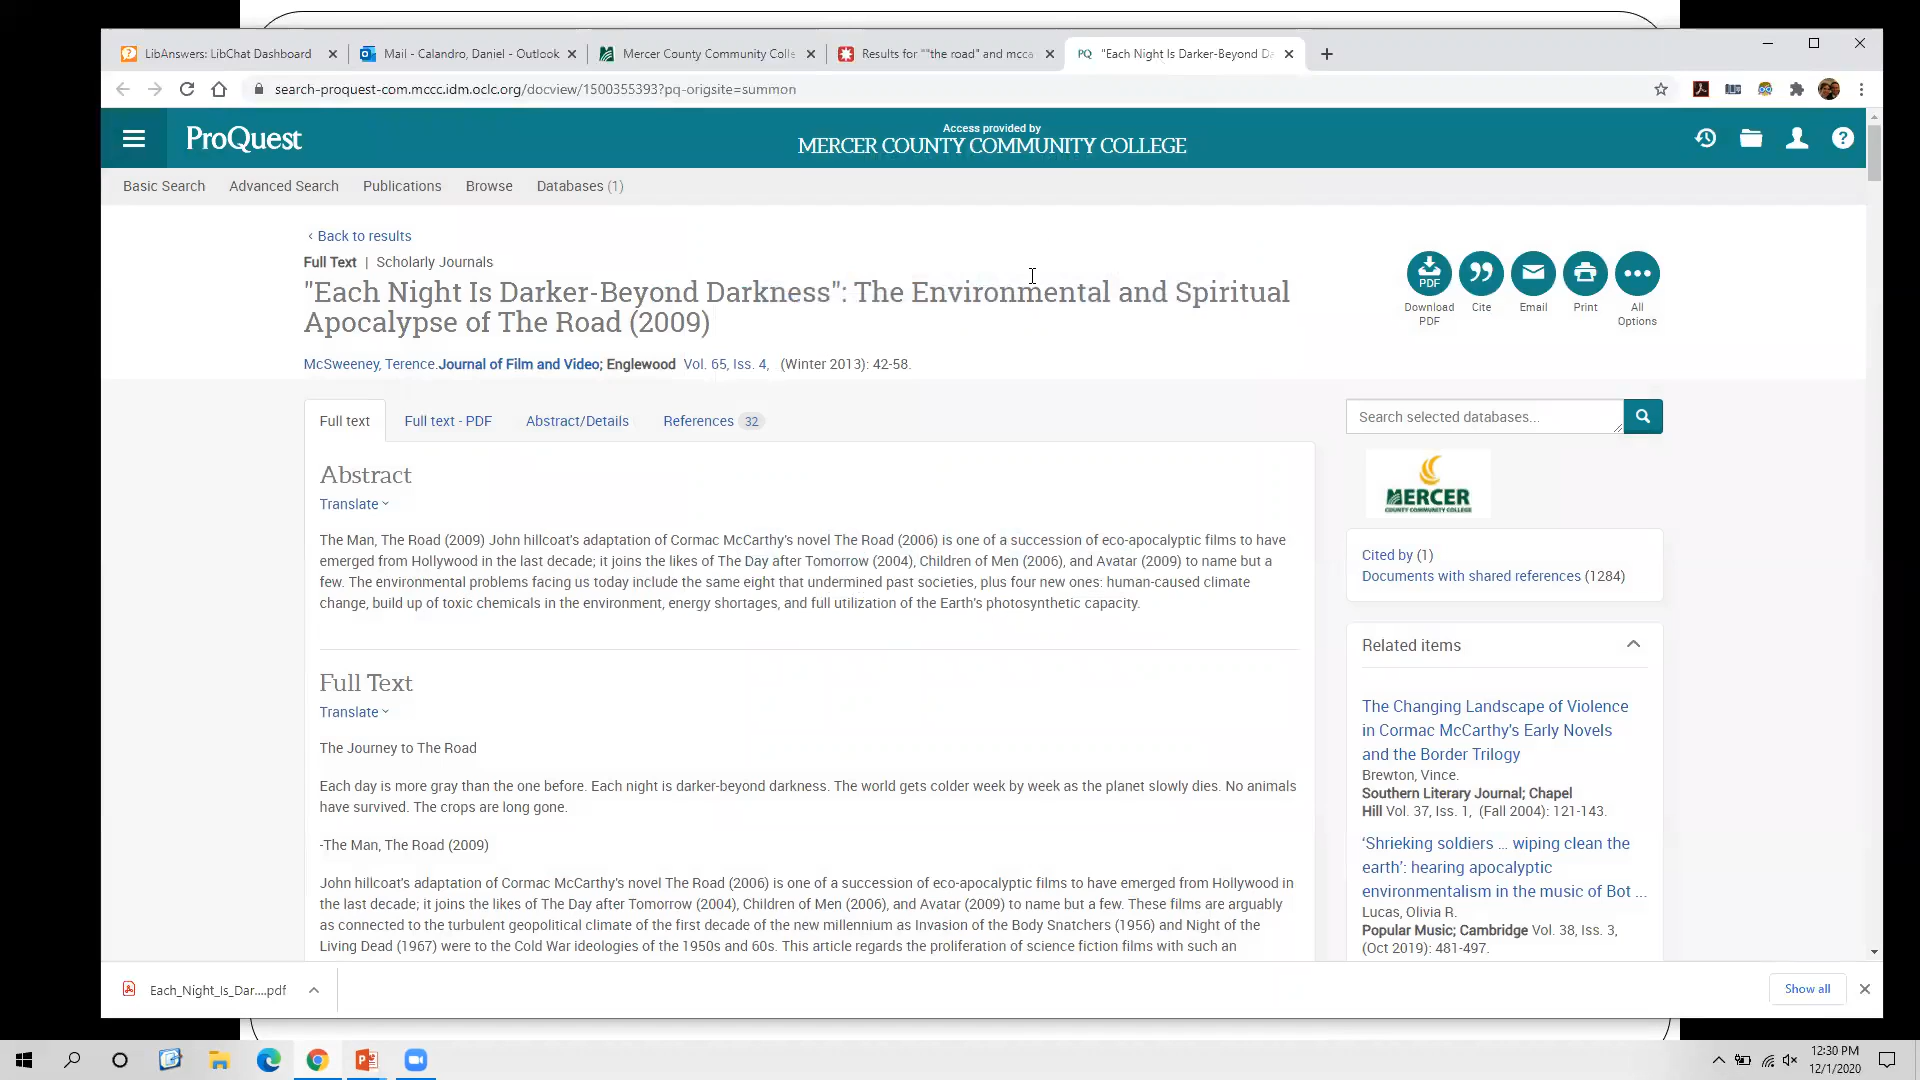 LibAnswers: LibChat Dashboard
Mail - Calandro, Daniel - Outlook
Mercer County Community Colle
Results for ""the road" and mcca
PQ "Each Night Is Darker-Beyond Da
search-proquest-com.mccc.idm.oclc.org/docview/1500355393?pq-origsite=summon
ProQuest
Access provided by
MERCER COUNTY COMMUNITY COLLEGE
Basic Search Advanced Search Publications Browse Databases (1)
‹ Back to results
Full Text | Scholarly Journals
"Each Night Is Darker-Beyond Darkness": The Environmental and Spiritual
Apocalypse of The Road (2009)
McSweeney, Terence.Journal of Film and Video; Englewood Vol. 65, Iss. 4, (Winter 2013): 42-58.
PDF
Download
PDF
Cite
Email
Print
All
Options
Full text Full text - PDF Abstract/Details References 32
Search selected databases...
MERCER
COUNTY COMMUNITY COLLEGE
Abstract
Translate
The Man, The Road (2009) John hillcoat's adaptation of Cormac McCarthy's novel The Road (2006) is one of a succession of eco-apocalyptic films to have
emerged from Hollywood in the last decade; it joins the likes of The Day after Tomorrow (2004), Children of Men (2006), and Avatar (2009) to name but a
few. The environmental problems facing us today include the same eight that undermined past societies, plus four new ones: human-caused climate
change, build up of toxic chemicals in the environment, energy shortages, and full utilization of the Earth's photosynthetic capacity.
Full Text
Translate
The Journey to The Road
Each day is more gray than the one before. Each night is darker-beyond darkness. The world gets colder week by week as the planet slowly dies. No animals
have survived. The crops are long gone.
-The Man, The Road (2009)
John hillcoat's adaptation of Cormac McCarthy's novel The Road (2006) is one of a succession of eco-apocalyptic films to have emerged from Hollywood in
the last decade; it joins the likes of The Day after Tomorrow (2004), Children of Men (2006), and Avatar (2009) to name but a few. These films are arguably
as connected to the turbulent geopolitical climate of the first decade of the new millennium as Invasion of the Body Snatchers (1956) and Night of the
Living Dead (1967) were to the Cold War ideologies of the 1950s and 60s. This article regards the proliferation of science fiction films with such an
Cited by (1)
Documents with shared references (1284)
Related items
The Changing Landscape of Violence
in Cormac McCarthy's Early Novels
and the Border Trilogy
Brewton, Vince.
Southern Literary Journal; Chapel
Hill Vol. 37, Iss. 1, (Fall 2004): 121-143.
'Shrieking soldiers ... wiping clean the
earth': hearing apocalyptic
environmentalism in the music of Bot ...
Lucas, Olivia R.
Popular Music; Cambridge Vol. 38, Iss. 3,
(Oct 2019): 481-497.
Each_Night_Is_Dar....pdf
Show all
12:30 PM
12/1/2020